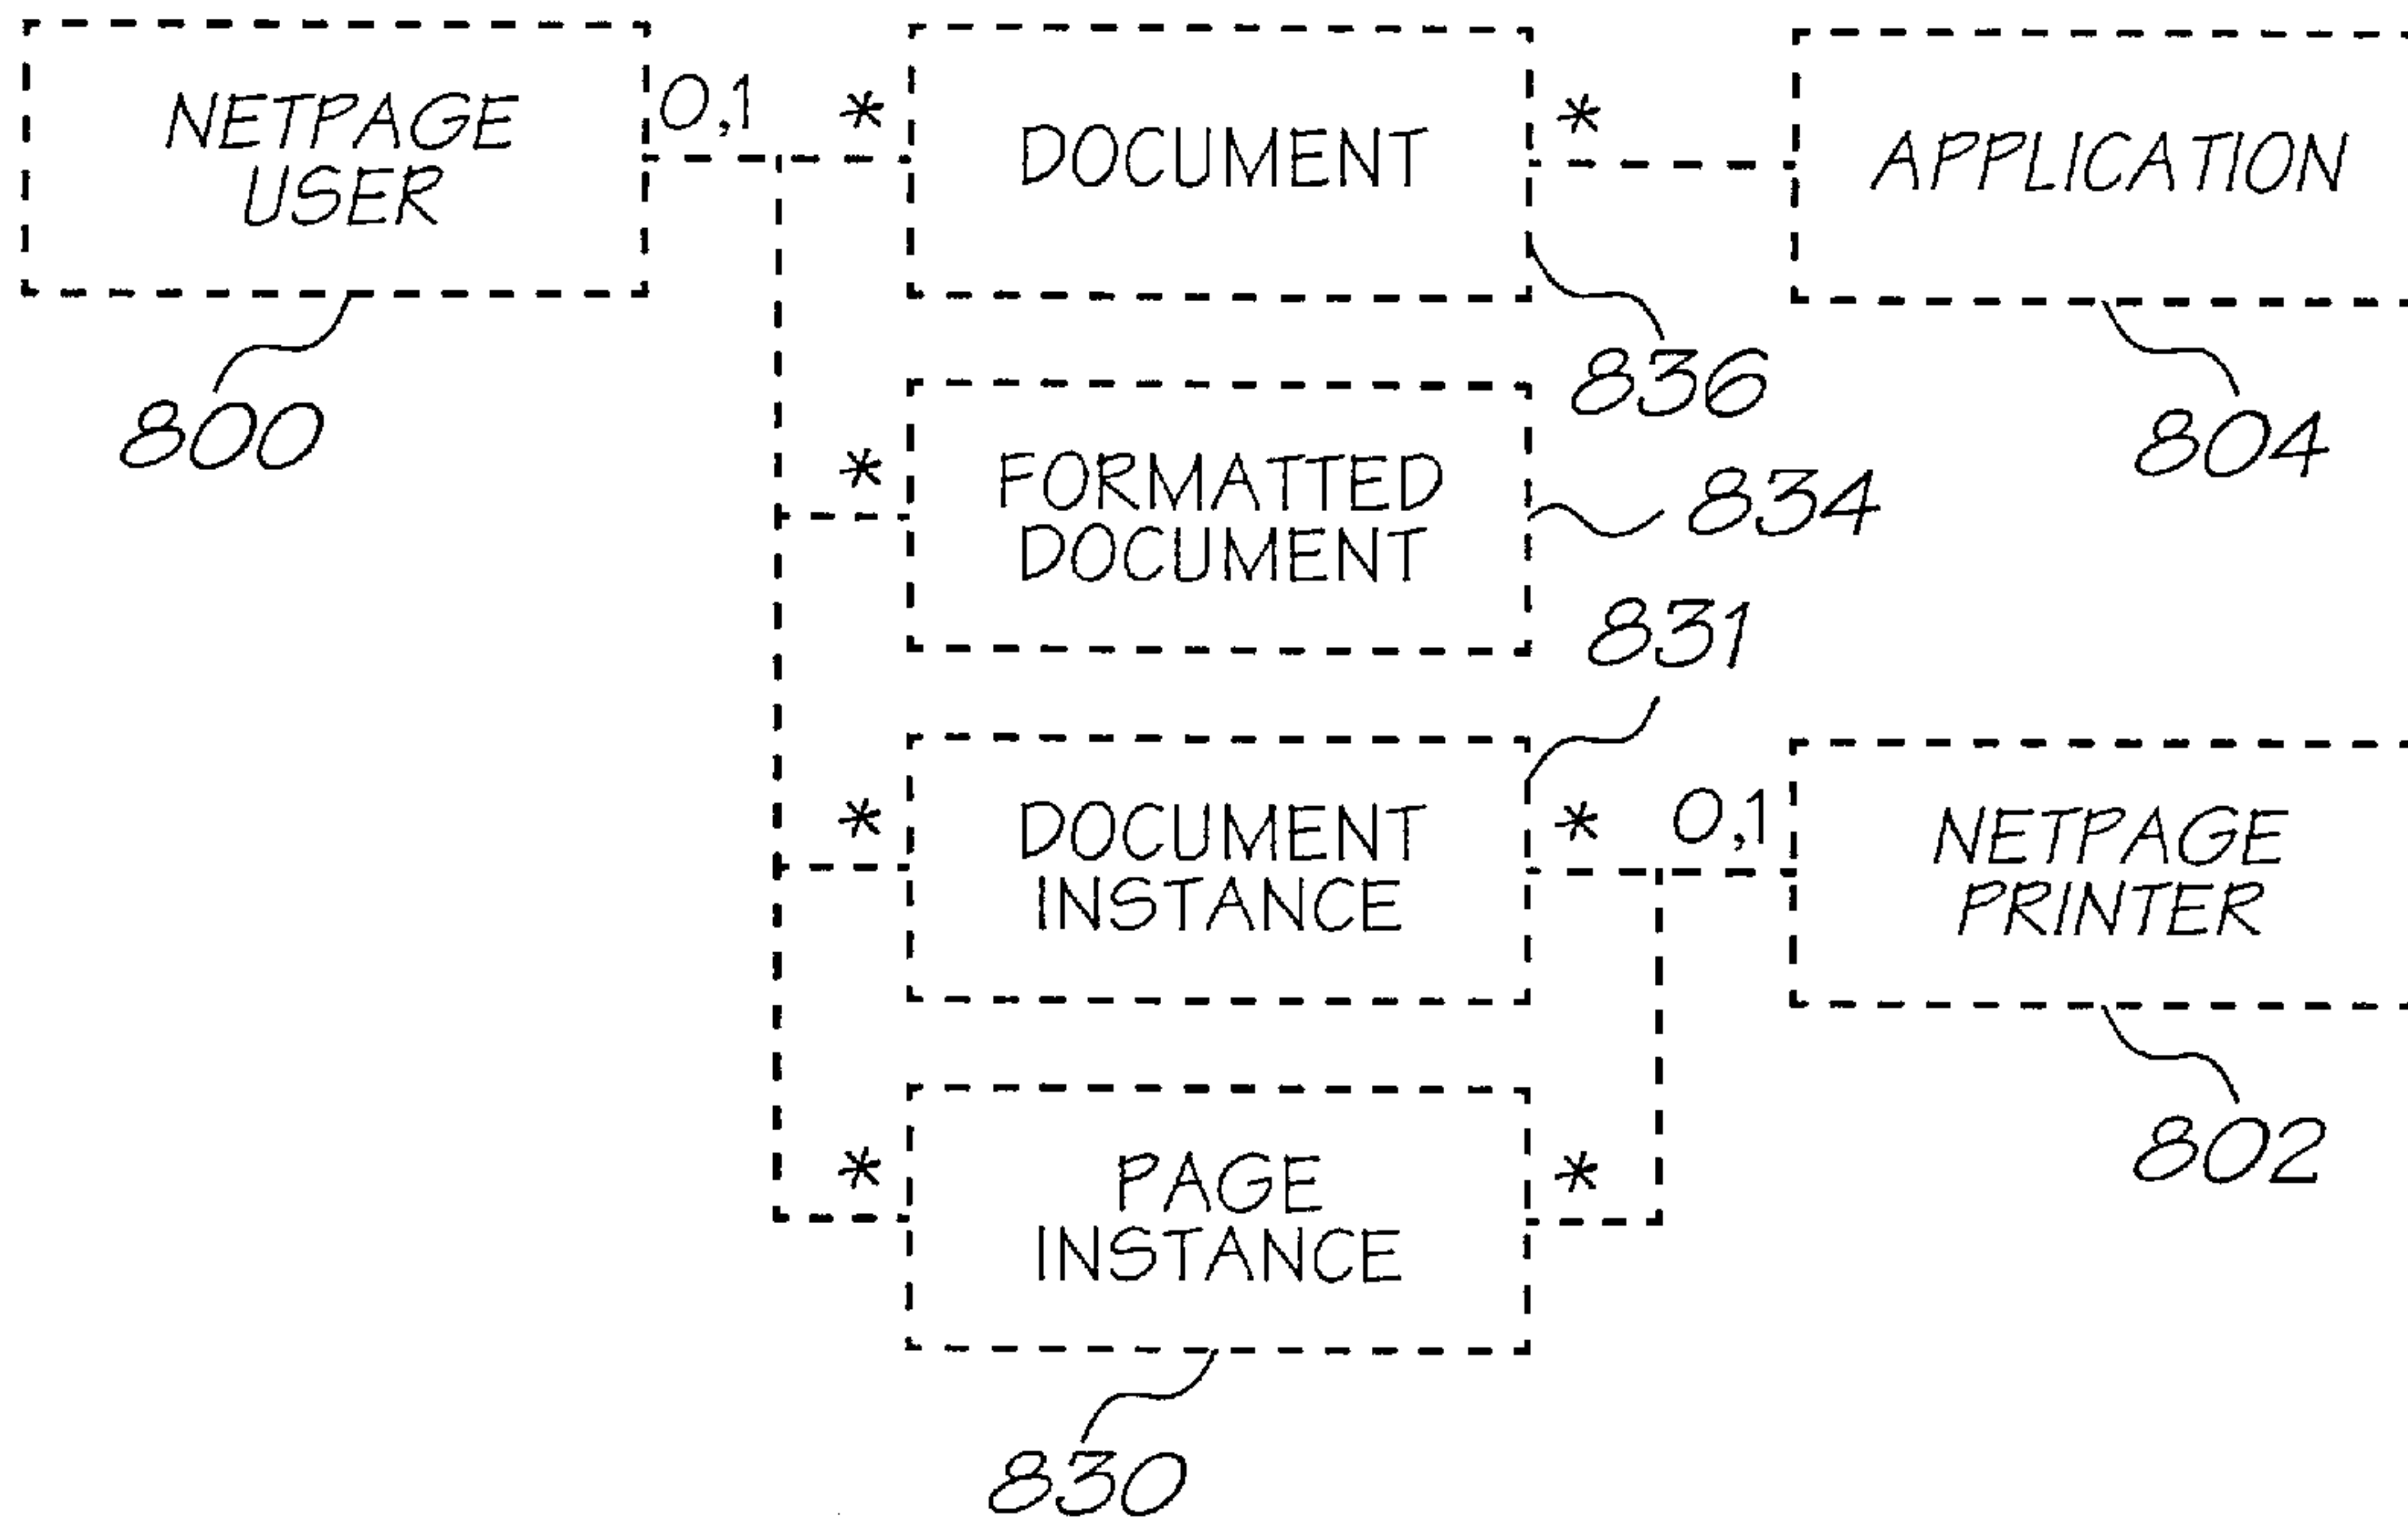 NETPAGE
USER
0,1
*
DOCUMENT
*
APPLICATION
800
836
804
*
FORMATTED
DOCUMENT
834
831
*
DOCUMENT
INSTANCE
*
0,1
NETPAGE
PRINTER
802
*
PAGE
INSTANCE
*
830